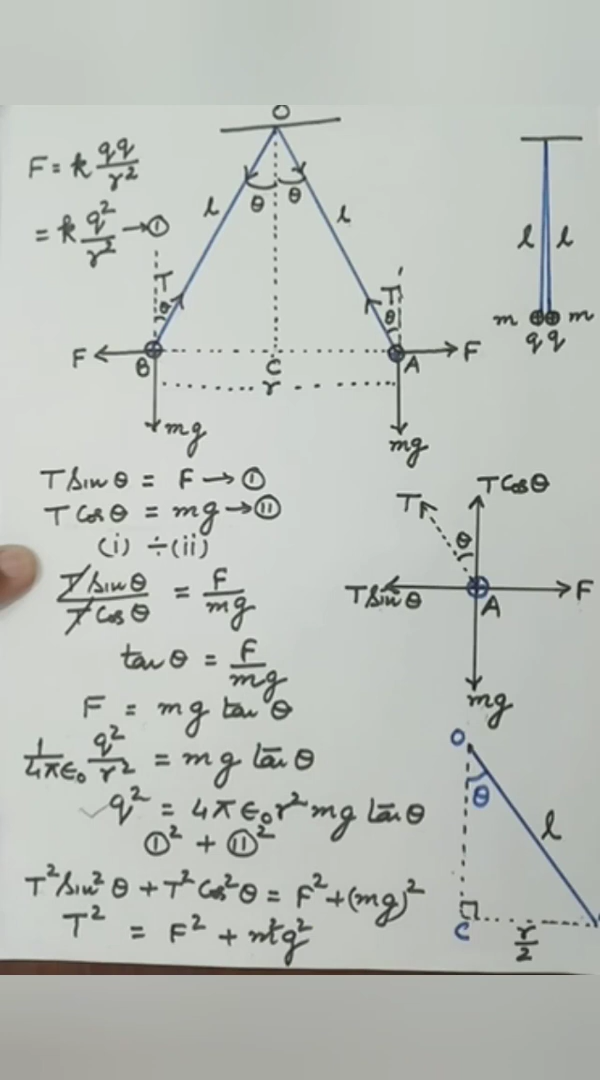 F = k qq/r²
= k q²/r² → ①
O
θ θ
l l
T T
θ θ
F B C A F
r
mg mg
l l
m m
q q
T Sin θ = F → ①
T Cos θ = mg → ⑪
(i) ÷ (ii)
T Sin θ / T Cos θ = F/mg
tan θ = F/mg
F = mg tan θ
1/4πϵ₀ q²/r² = mg tan θ
q² = 4πϵ₀r² mg tan θ
①² + ⑪²
T² Sin² θ + T² Cos² θ = F² + (mg)²
T² = F² + m²g²
T Cos θ
T
θ
T Sin θ A F
mg
O
θ
l
C
r/2